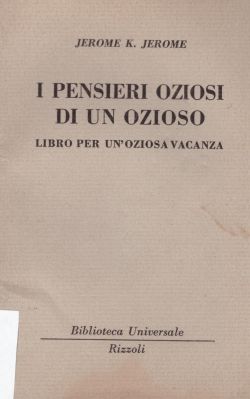 JEROME K. JEROME
I PENSIERI OZIOSI
DI UN OZIOSO
LIBRO PER UN'OZIOSA VACANZA
Biblioteca Universale
Rizzoli